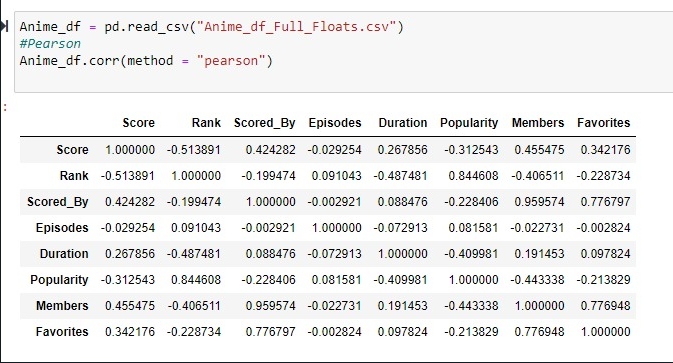 Anime_df = pd.read_csv("Anime_df_Full_Floats.csv")
#Pearson
Anime_df.corr(method = "pearson")
:
Score Rank Scored_By Episodes Duration Popularity Members Favorites
Score 1.000000 -0.513891 0.424282 -0.029254 0.267856 -0.312543 0.455475 0.342176
Rank -0.513891 1.000000 -0.199474 0.091043 -0.487481 0.844608 -0.406511 -0.228734
Scored_By 0.424282 -0.199474 1.000000 -0.002921 0.088476 -0.228406 0.959574 0.776797
Episodes -0.029254 0.091043 -0.002921 1.000000 -0.072913 0.081581 -0.022731 -0.002824
Duration 0.267856 -0.487481 0.088476 -0.072913 1.000000 -0.409981 0.191453 0.097824
Popularity -0.312543 0.844608 -0.228406 0.081581 -0.409981 1.000000 -0.443338 -0.213829
Members 0.455475 -0.406511 0.959574 -0.022731 0.191453 -0.443338 1.000000 0.776948
Favorites 0.342176 -0.228734 0.776797 -0.002824 0.097824 -0.213829 0.776948 1.000000